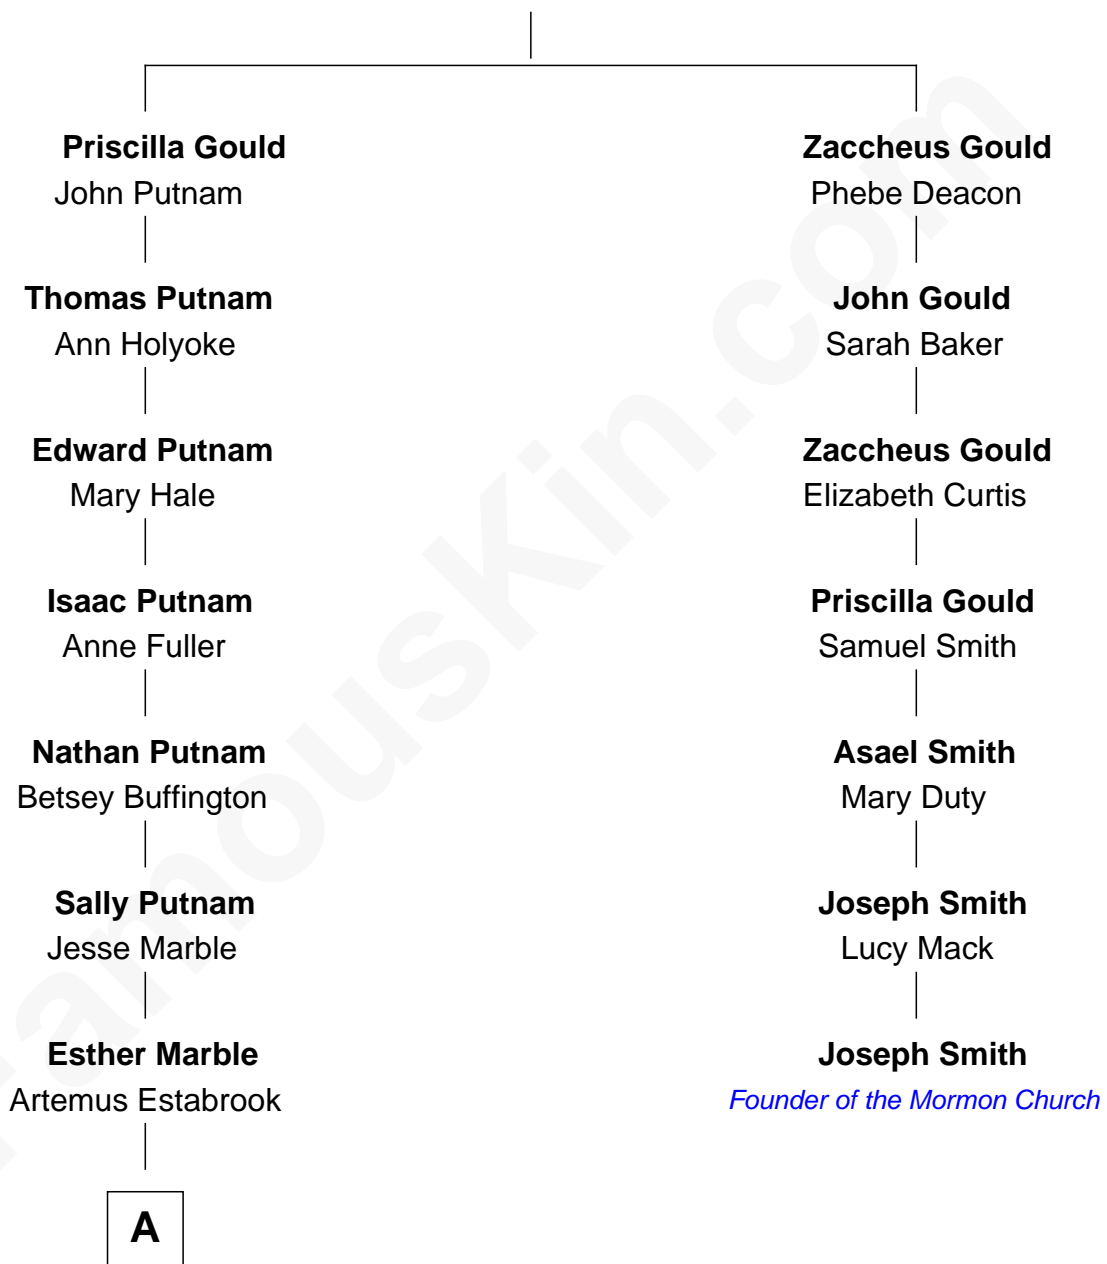 Priscilla Gould
John Putnam
Thomas Putnam
Ann Holyoke
Edward Putnam
Mary Hale
Isaac Putnam
Anne Fuller
Nathan Putnam
Betsey Buffington
Sally Putnam
Jesse Marble
Esther Marble
Artemus Estabrook
A
Zaccheus Gould
Phebe Deacon
John Gould
Sarah Baker
Zaccheus Gould
Elizabeth Curtis
Priscilla Gould
Samuel Smith
Asael Smith
Mary Duty
Joseph Smith
Lucy Mack
Joseph Smith
Founder of the Mormon Church
FamousKin.com